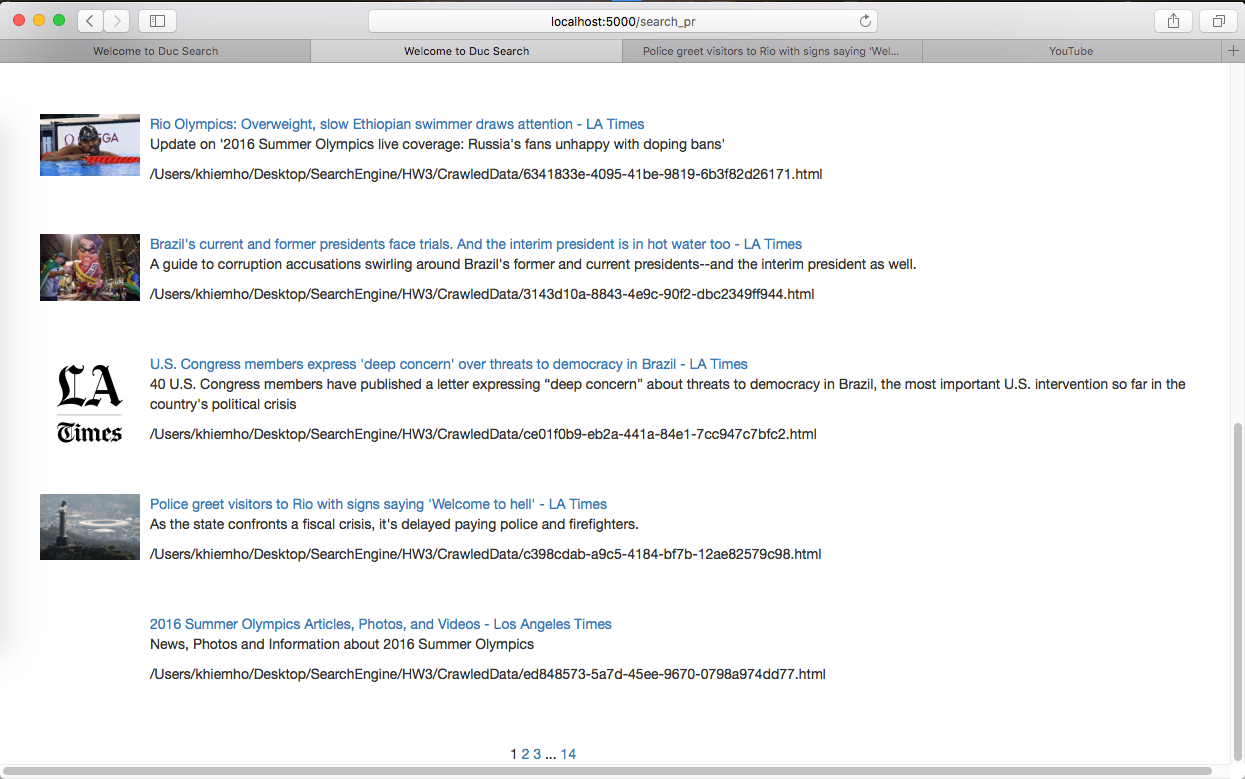 localhost:5000/search_pr
Welcome to Duc Search
Welcome to Duc Search
Police greet visitors to Rio with signs saying 'Wel...
YouTube
Rio Olympics: Overweight, slow Ethiopian swimmer draws attention - LA Times
Update on '2016 Summer Olympics live coverage: Russia's fans unhappy with doping bans'
/Users/khiemho/Desktop/SearchEngine/HW3/CrawledData/6341833e-4095-41be-9819-6b3f82d26171.html
Brazil's current and former presidents face trials. And the interim president is in hot water too - LA Times
A guide to corruption accusations swirling around Brazil's former and current presidents--and the interim president as well.
/Users/khiemho/Desktop/SearchEngine/HW3/CrawledData/3143d10a-8843-4e9c-90f2-dbc2349ff944.html
LA
Times
U.S. Congress members express 'deep concern' over threats to democracy in Brazil - LA Times
40 U.S. Congress members have published a letter expressing “deep concern” about threats to democracy in Brazil, the most important U.S. intervention so far in the
country's political crisis
/Users/khiemho/Desktop/SearchEngine/HW3/CrawledData/ce01f0b9-eb2a-441a-84e1-7cc947c7bfc2.html
Police greet visitors to Rio with signs saying 'Welcome to hell' - LA Times
As the state confronts a fiscal crisis, it's delayed paying police and firefighters.
/Users/khiemho/Desktop/SearchEngine/HW3/CrawledData/c398cdab-a9c5-4184-bf7b-12ae82579c98.html
2016 Summer Olympics Articles, Photos, and Videos - Los Angeles Times
News, Photos and Information about 2016 Summer Olympics
/Users/khiemho/Desktop/SearchEngine/HW3/CrawledData/ed848573-5a7d-45ee-9670-0798a974dd77.html
1 2 3 ... 14